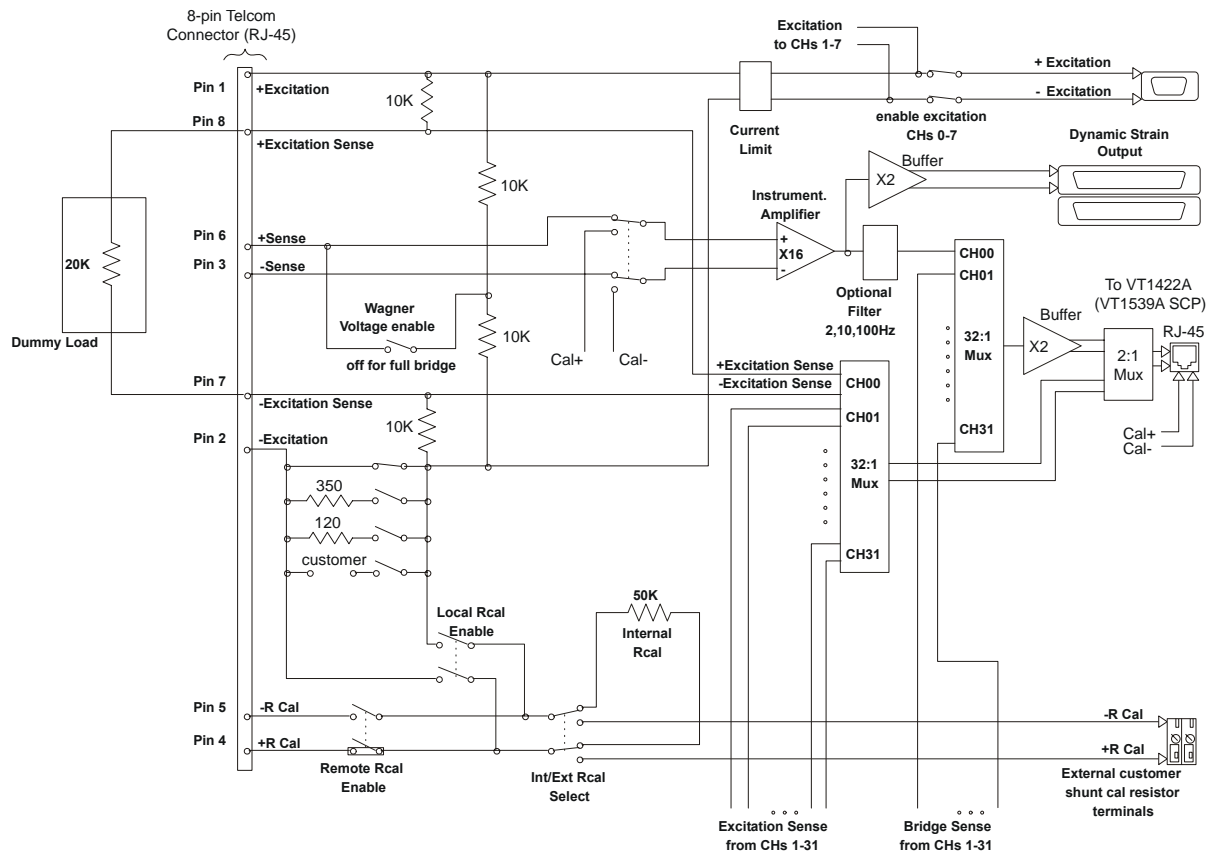 8-pin Telcom
Connector (RJ-45)
Excitation
to CHs 1-7
+ Excitation
- Excitation
Pin 1
+Excitation
10K
Pin 8
+Excitation Sense
Current
Limit
enable excitation
CHs 0-7
Dynamic Strain
Output
Buffer
X2
10K
Instrument.
Amplifier
Pin 6
+Sense
+
X16
-
CH00
CH01
20K
Pin 3
-Sense
Optional
Filter
2,10,100Hz
To VT1422A
(VT1539A SCP)
Wagner
Voltage enable
off for full bridge
10K
Cal+
Cal-
Buffer
X2
RJ-45
32:1
Mux
2:1
Mux
Dummy Load
+Excitation Sense
-Excitation Sense
Pin 7
-Excitation Sense
CH00
CH01
10K
CH31
Cal+
Cal-
Pin 2
-Excitation
32:1
Mux
350
120
customer
CH31
50K
Internal
Rcal
Local Rcal
Enable
Pin 5
-R Cal
-R Cal
Pin 4
+R Cal
+R Cal
Remote Rcal
Enable
Int/Ext Rcal
Select
External customer
shunt cal resistor
terminals
Excitation Sense
from CHs 1-31
Bridge Sense
from CHs 1-31